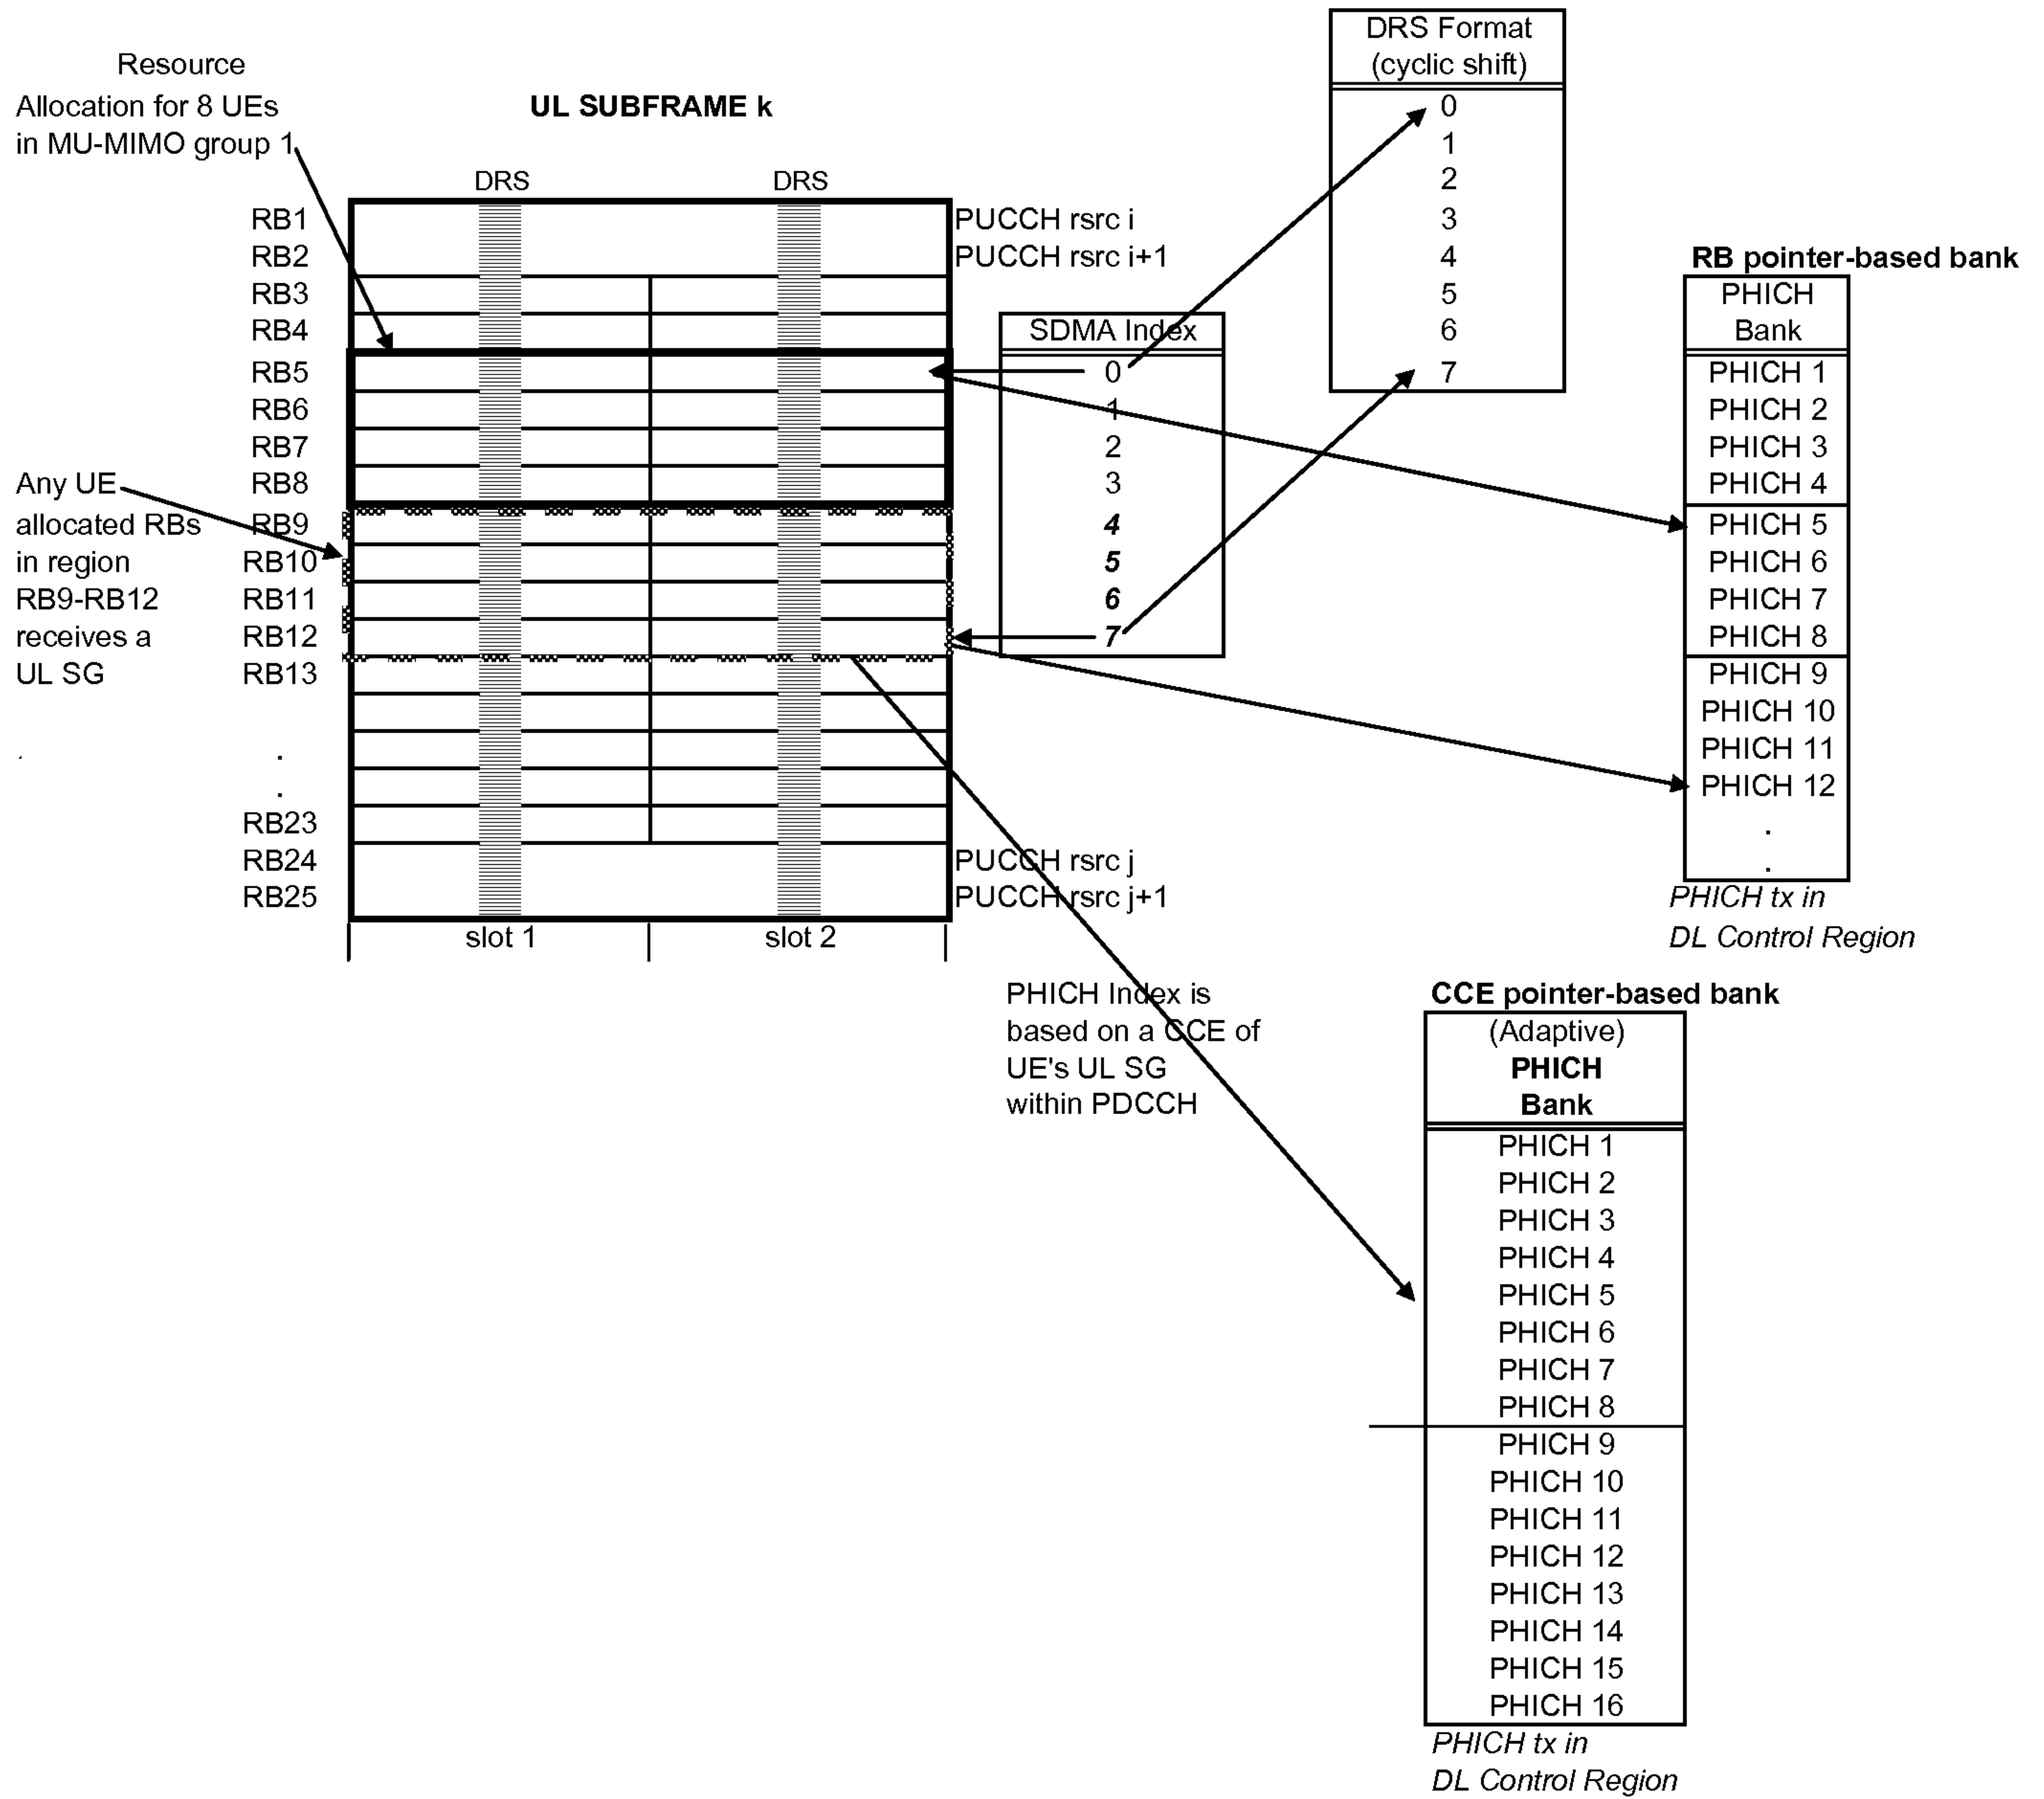 Resource
Allocation for 8 UEs
in MU-MIMO group 1
UL SUBFRAME k
DRS
DRS
RB1
RB2
RB3
RB4
RB5
RB6
RB7
RB8
RB9
RB10
RB11
RB12
RB13
.
.
RB23
RB24
RB25
Any UE
allocated RBs
in region
RB9-RB12
receives a
UL SG
PUCCH rsrc i
PUCCH rsrc i+1
PUCCH rsrc j
PUCCH rsrc j+1
slot 1
slot 2
SDMA Index
0
1
2
3
4
5
6
7
DRS Format
(cyclic shift)
0
1
2
3
4
5
6
7
RB pointer-based bank
PHICH
Bank
PHICH 1
PHICH 2
PHICH 3
PHICH 4
PHICH 5
PHICH 6
PHICH 7
PHICH 8
PHICH 9
PHICH 10
PHICH 11
PHICH 12
.
.
PHICH tx in
DL Control Region
PHICH Index is
based on a CCE of
UE's UL SG
within PDCCH
CCE pointer-based bank
(Adaptive)
PHICH
Bank
PHICH 1
PHICH 2
PHICH 3
PHICH 4
PHICH 5
PHICH 6
PHICH 7
PHICH 8
PHICH 9
PHICH 10
PHICH 11
PHICH 12
PHICH 13
PHICH 14
PHICH 15
PHICH 16
PHICH tx in
DL Control Region